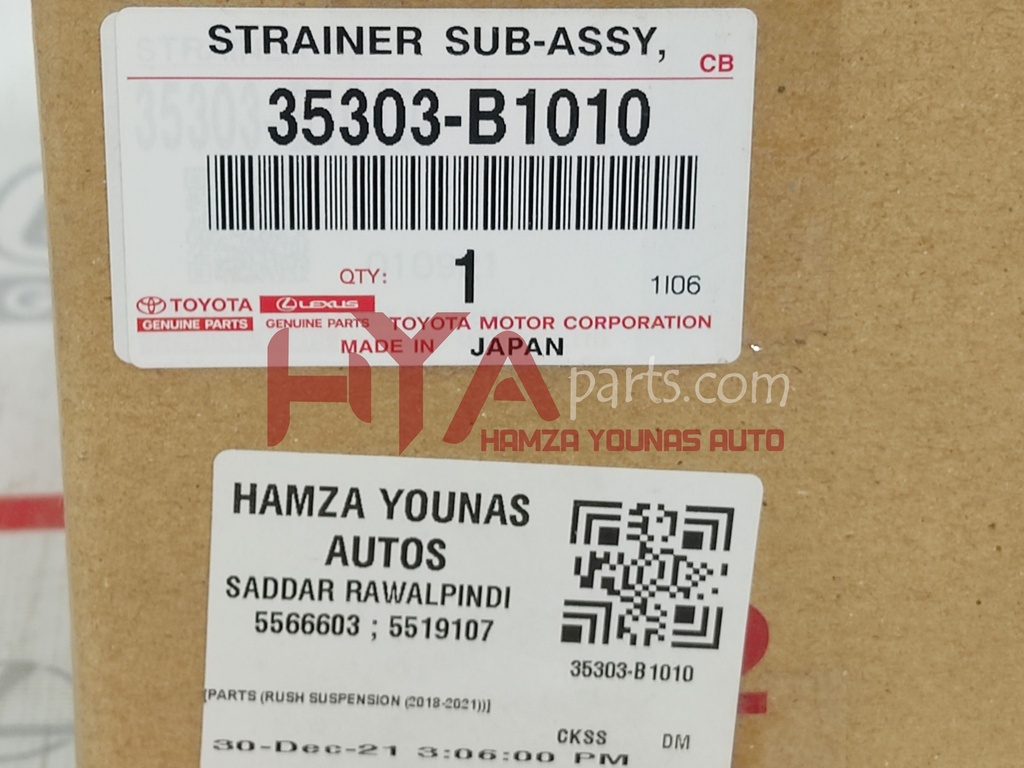 STRAINER SUB-ASSY,
CB
35303-B1010
QTY: 1 1I06
TOYOTA LEXUS
GENUINE PARTS GENUINE PARTS TOYOTA MOTOR CORPORATION
MADE IN JAPAN
HYA parts.com
HAMZA YOUNAS AUTO
HAMZA YOUNAS
AUTOS
SADDAR RAWALPINDI
5566603 ; 5519107
35303-B1010
[PARTS (RUSH SUSPENSION (2018-2021))]
CKSS DM
30-Dec-21 3:06:00 PM